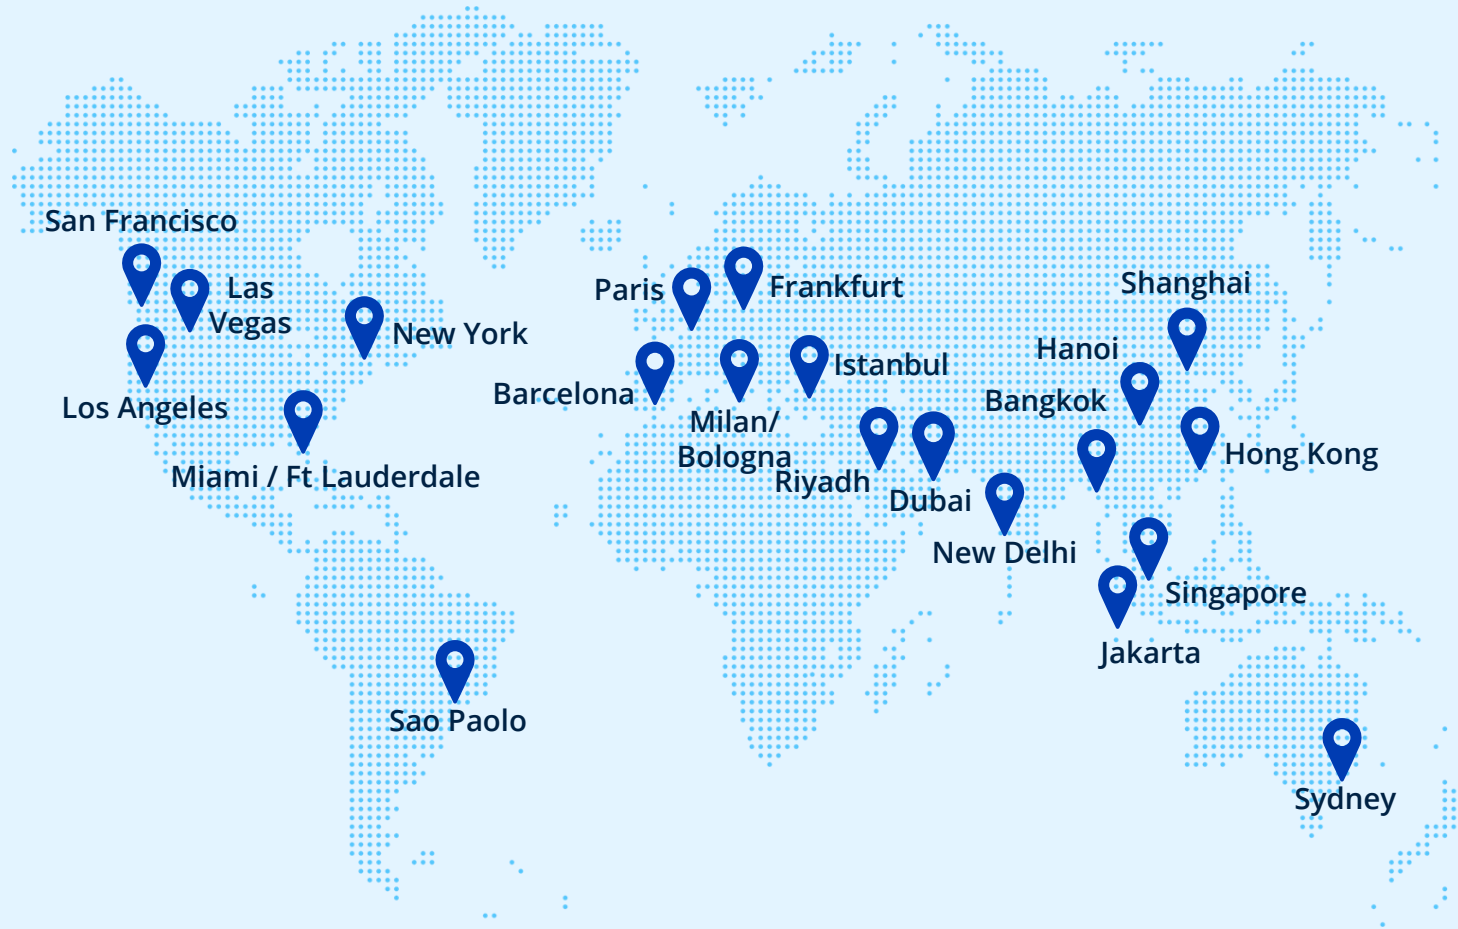 San Francisco
Las
Vegas
New York
Los Angeles
Miami / Ft Lauderdale
Sao Paolo
Paris
Frankfurt
Barcelona
Milan/
Bologna
Istanbul
Riyadh
Dubai
New Delhi
Shanghai
Hanoi
Bangkok
Hong Kong
Singapore
Jakarta
Sydney